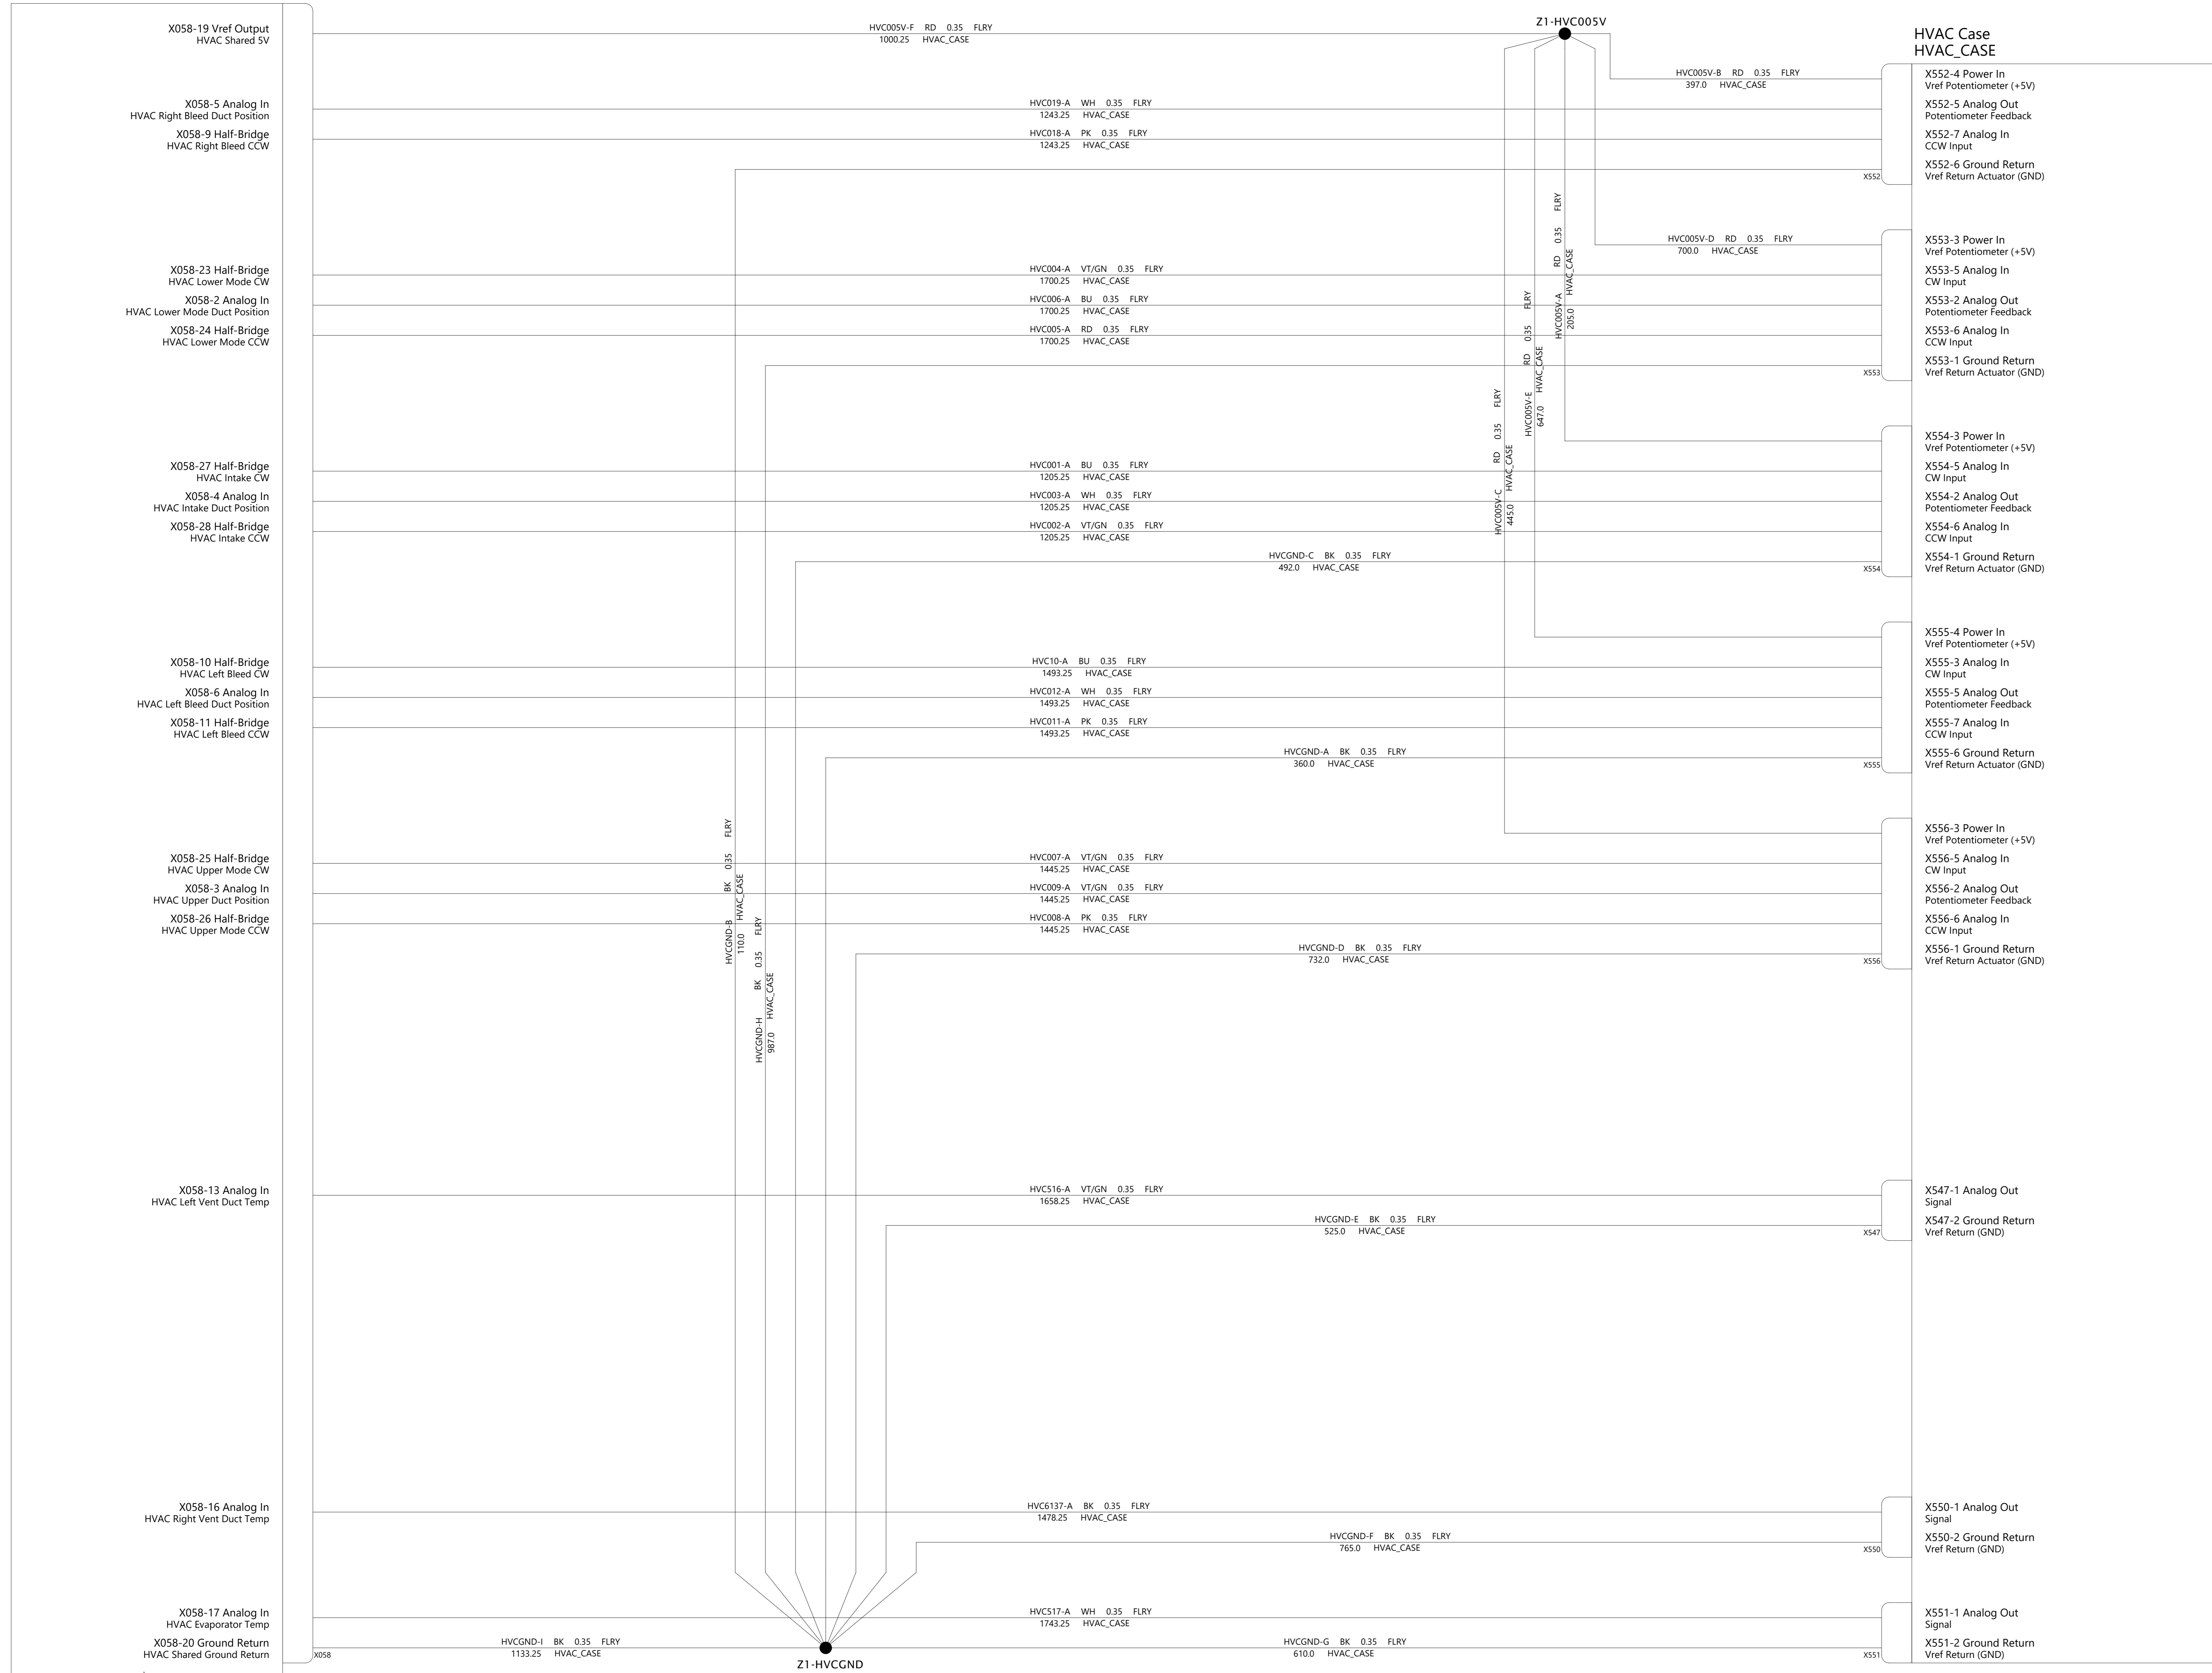 Z1-HVC005V
X058-19 Vref Output
HVAC Shared 5V
HVC005V-F RD 0.35 FLRY
1000.25 HVAC_CASE
HVAC Case
HVAC_CASE
HVC005V-B RD 0.35 FLRY
397.0 HVAC_CASE
X552-4 Power In
Vref Potentiometer (+5V)
X058-5 Analog In
HVAC Right Bleed Duct Position
HVC019-A WH 0.35 FLRY
1243.25 HVAC_CASE
X552-5 Analog Out
Potentiometer Feedback
X058-9 Half-Bridge
HVAC Right Bleed CCW
HVC018-A PK 0.35 FLRY
1243.25 HVAC_CASE
X552-7 Analog In
CCW Input
X552-6 Ground Return
Vref Return Actuator (GND)
X552
HVC005V-A RD 0.35 FLRY
205.0 HVAC_CASE
HVC005V-D RD 0.35 FLRY
700.0 HVAC_CASE
X553-3 Power In
Vref Potentiometer (+5V)
X058-23 Half-Bridge
HVAC Lower Mode CW
HVC004-A VT/GN 0.35 FLRY
1700.25 HVAC_CASE
X553-5 Analog In
CW Input
X058-2 Analog In
HVAC Lower Mode Duct Position
HVC006-A BU 0.35 FLRY
1700.25 HVAC_CASE
X553-2 Analog Out
Potentiometer Feedback
X058-24 Half-Bridge
HVAC Lower Mode CCW
HVC005-A RD 0.35 FLRY
1700.25 HVAC_CASE
X553-6 Analog In
CCW Input
X553-1 Ground Return
Vref Return Actuator (GND)
X553
HVC005V-E RD 0.35 FLRY
647.0 HVAC_CASE
HVC005V-C RD 0.35 FLRY
445.0 HVAC_CASE
X554-3 Power In
Vref Potentiometer (+5V)
X058-27 Half-Bridge
HVAC Intake CW
HVC001-A BU 0.35 FLRY
1205.25 HVAC_CASE
X554-5 Analog In
CW Input
X058-4 Analog In
HVAC Intake Duct Position
HVC003-A WH 0.35 FLRY
1205.25 HVAC_CASE
X554-2 Analog Out
Potentiometer Feedback
X058-28 Half-Bridge
HVAC Intake CCW
HVC002-A VT/GN 0.35 FLRY
1205.25 HVAC_CASE
X554-6 Analog In
CCW Input
HVCGND-C BK 0.35 FLRY
492.0 HVAC_CASE
X554-1 Ground Return
Vref Return Actuator (GND)
X554
X555-4 Power In
Vref Potentiometer (+5V)
X058-10 Half-Bridge
HVAC Left Bleed CW
HVC10-A BU 0.35 FLRY
1493.25 HVAC_CASE
X555-3 Analog In
CW Input
X058-6 Analog In
HVAC Left Bleed Duct Position
HVC012-A WH 0.35 FLRY
1493.25 HVAC_CASE
X555-5 Analog Out
Potentiometer Feedback
X058-11 Half-Bridge
HVAC Left Bleed CCW
HVC011-A PK 0.35 FLRY
1493.25 HVAC_CASE
X555-7 Analog In
CCW Input
HVCGND-A BK 0.35 FLRY
360.0 HVAC_CASE
X555-6 Ground Return
Vref Return Actuator (GND)
X555
X556-3 Power In
Vref Potentiometer (+5V)
X058-25 Half-Bridge
HVAC Upper Mode CW
HVC007-A VT/GN 0.35 FLRY
1445.25 HVAC_CASE
X556-5 Analog In
CW Input
X058-3 Analog In
HVAC Upper Duct Position
HVC009-A VT/GN 0.35 FLRY
1445.25 HVAC_CASE
X556-2 Analog Out
Potentiometer Feedback
X058-26 Half-Bridge
HVAC Upper Mode CCW
HVC008-A PK 0.35 FLRY
1445.25 HVAC_CASE
X556-6 Analog In
CCW Input
HVCGND-B BK 0.35 FLRY
110.0 HVAC_CASE
HVCGND-H BK 0.35 FLRY
987.0 HVAC_CASE
HVCGND-D BK 0.35 FLRY
732.0 HVAC_CASE
X556-1 Ground Return
Vref Return Actuator (GND)
X556
X058-13 Analog In
HVAC Left Vent Duct Temp
HVC516-A VT/GN 0.35 FLRY
1658.25 HVAC_CASE
X547-1 Analog Out
Signal
HVCGND-E BK 0.35 FLRY
525.0 HVAC_CASE
X547-2 Ground Return
Vref Return (GND)
X547
X058-16 Analog In
HVAC Right Vent Duct Temp
HVC6137-A BK 0.35 FLRY
1478.25 HVAC_CASE
X550-1 Analog Out
Signal
HVCGND-F BK 0.35 FLRY
765.0 HVAC_CASE
X550-2 Ground Return
Vref Return (GND)
X550
X058-17 Analog In
HVAC Evaporator Temp
HVC517-A WH 0.35 FLRY
1743.25 HVAC_CASE
X551-1 Analog Out
Signal
X058-20 Ground Return
HVAC Shared Ground Return
X058
HVCGND-I BK 0.35 FLRY
1133.25 HVAC_CASE
HVCGND-G BK 0.35 FLRY
610.0 HVAC_CASE
X551-2 Ground Return
Vref Return (GND)
X551
Z1-HVCGND